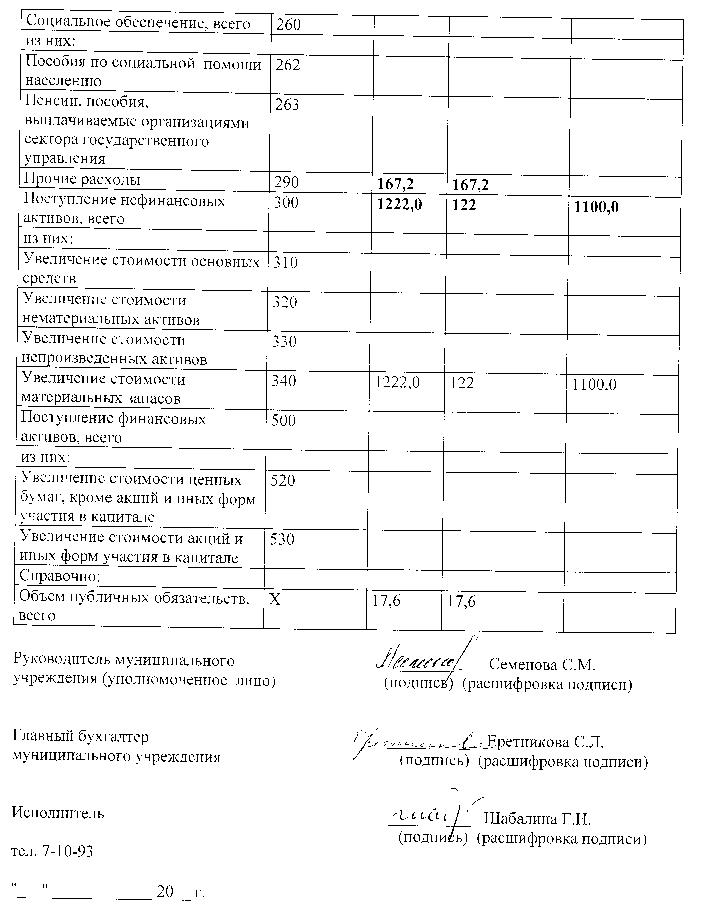 Социальное обеспечение, всего 260
из них:
Пособия по социальной помощи 262
населению
Пенсии, пособия, 263
выплачиваемые организациями
сектора государственного
управления
Прочие расходы 290 167,2 167,2
Поступление нефинансовых 300 1222,0 122 1100,0
активов, всего
из них:
Увеличение стоимости основных 310
средств
Увеличение стоимости 320
нематериальных активов
Увеличение стоимости 330
непроизведенных активов
Увеличение стоимости 340 1222,0 122 1100,0
материальных запасов
Поступление финансовых 500
активов, всего
из них:
Увеличение стоимости ценных 520
бумаг, кроме акций и иных форм
участия в капитале
Увеличение стоимости акций и 530
иных форм участия в капитале
Справочно:
Объем публичных обязательств, X 17,6 17,6
всего
Руководитель муниципального Семенова С.М.
учреждения (уполномоченное лицо) (подпись) (расшифровка подписи)
Главный бухгалтер Еретникова С.Л.
муниципального учреждения (подпись) (расшифровка подписи)
Исполнитель Шабалина Г.Н.
(подпись) (расшифровка подписи)
тел. 7-10-93
"_ " ____ ____ 20 _ г.